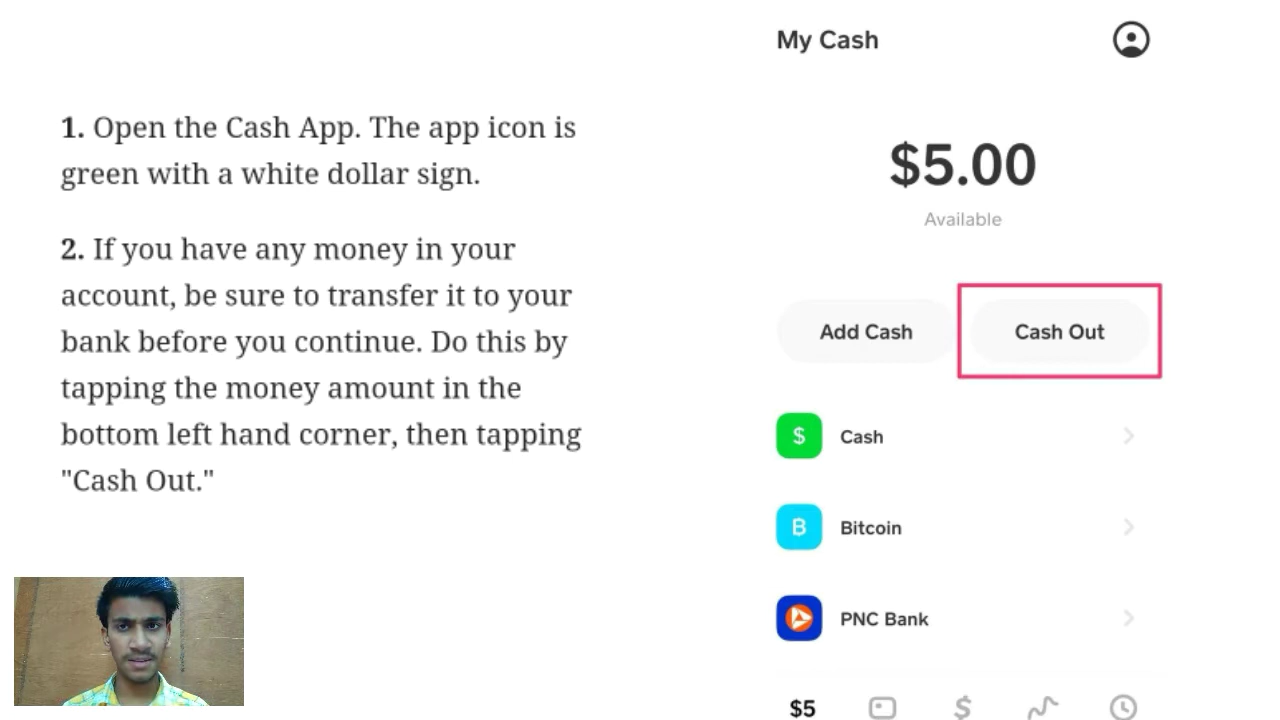 1. Open the Cash App. The app icon is
green with a white dollar sign.
2. If you have any money in your
account, be sure to transfer it to your
bank before you continue. Do this by
tapping the money amount in the
bottom left hand corner, then tapping
"Cash Out."
My Cash
$5.00
Available
Add Cash
Cash Out
$ Cash
B Bitcoin
PNC Bank
$5 $